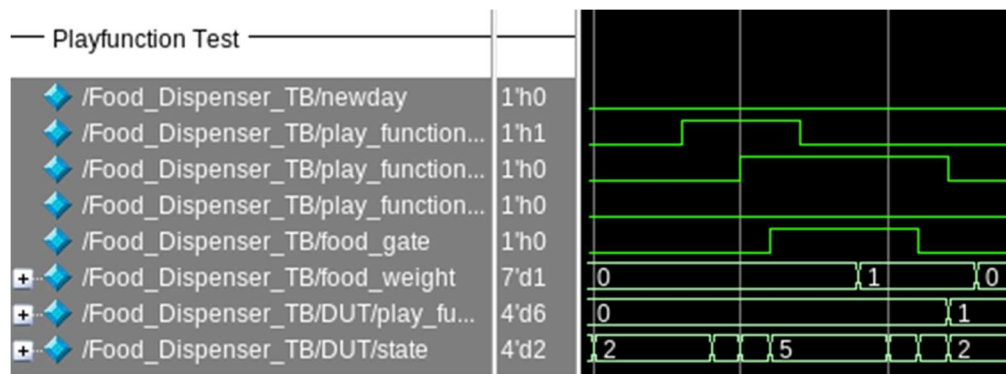 Playfunction Test
/Food_Dispenser_TB/newday 1'h0
/Food_Dispenser_TB/play_function... 1'h1
/Food_Dispenser_TB/play_function... 1'h0
/Food_Dispenser_TB/play_function... 1'h0
/Food_Dispenser_TB/food_gate 1'h0
/Food_Dispenser_TB/food_weight 7'd1 0 1 0
/Food_Dispenser_TB/DUT/play_fu... 4'd6 0 1
/Food_Dispenser_TB/DUT/state 4'd2 2 5 2